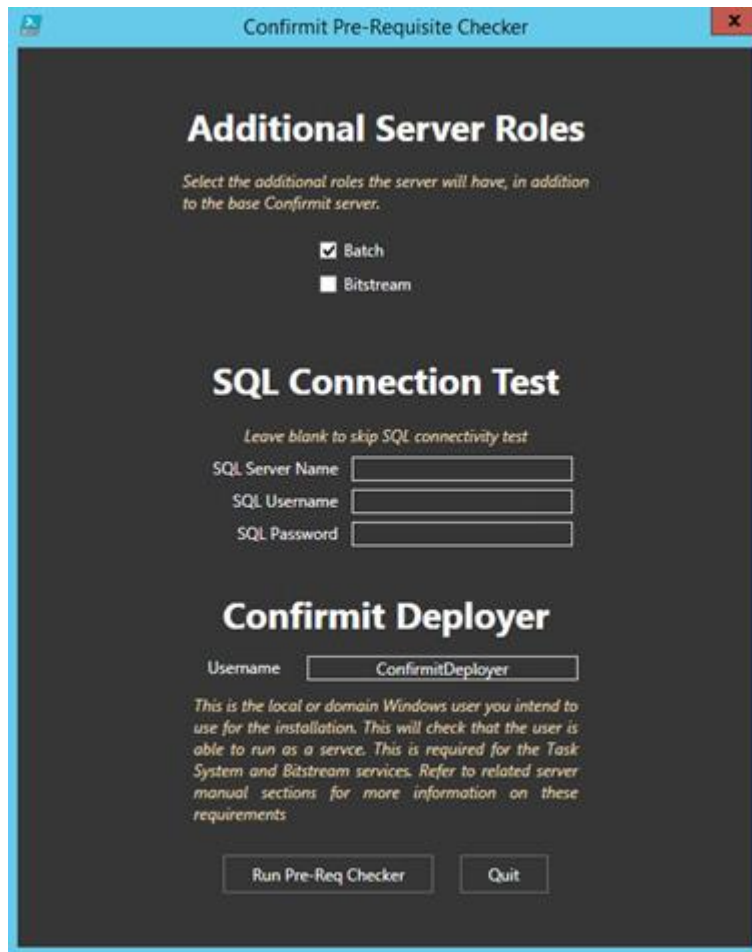 Confirmit Pre-Requisite Checker
x
Additional Server Roles
Select the additional roles the server will have, in addition
to the base Confirmit server.
Batch
Bitstream
SQL Connection Test
Leave blank to skip SQL connectivity test
SQL Server Name
SQL Username
SQL Password
Confirmit Deployer
Username ConfirmitDeployer
This is the local or domain Windows user you intend to
use for the installation. This will check that the user is
able to run as a servce. This is required for the Task
System and Bitstream services. Refer to related server
manual sections for more information on these
requirements
Run Pre-Req Checker Quit